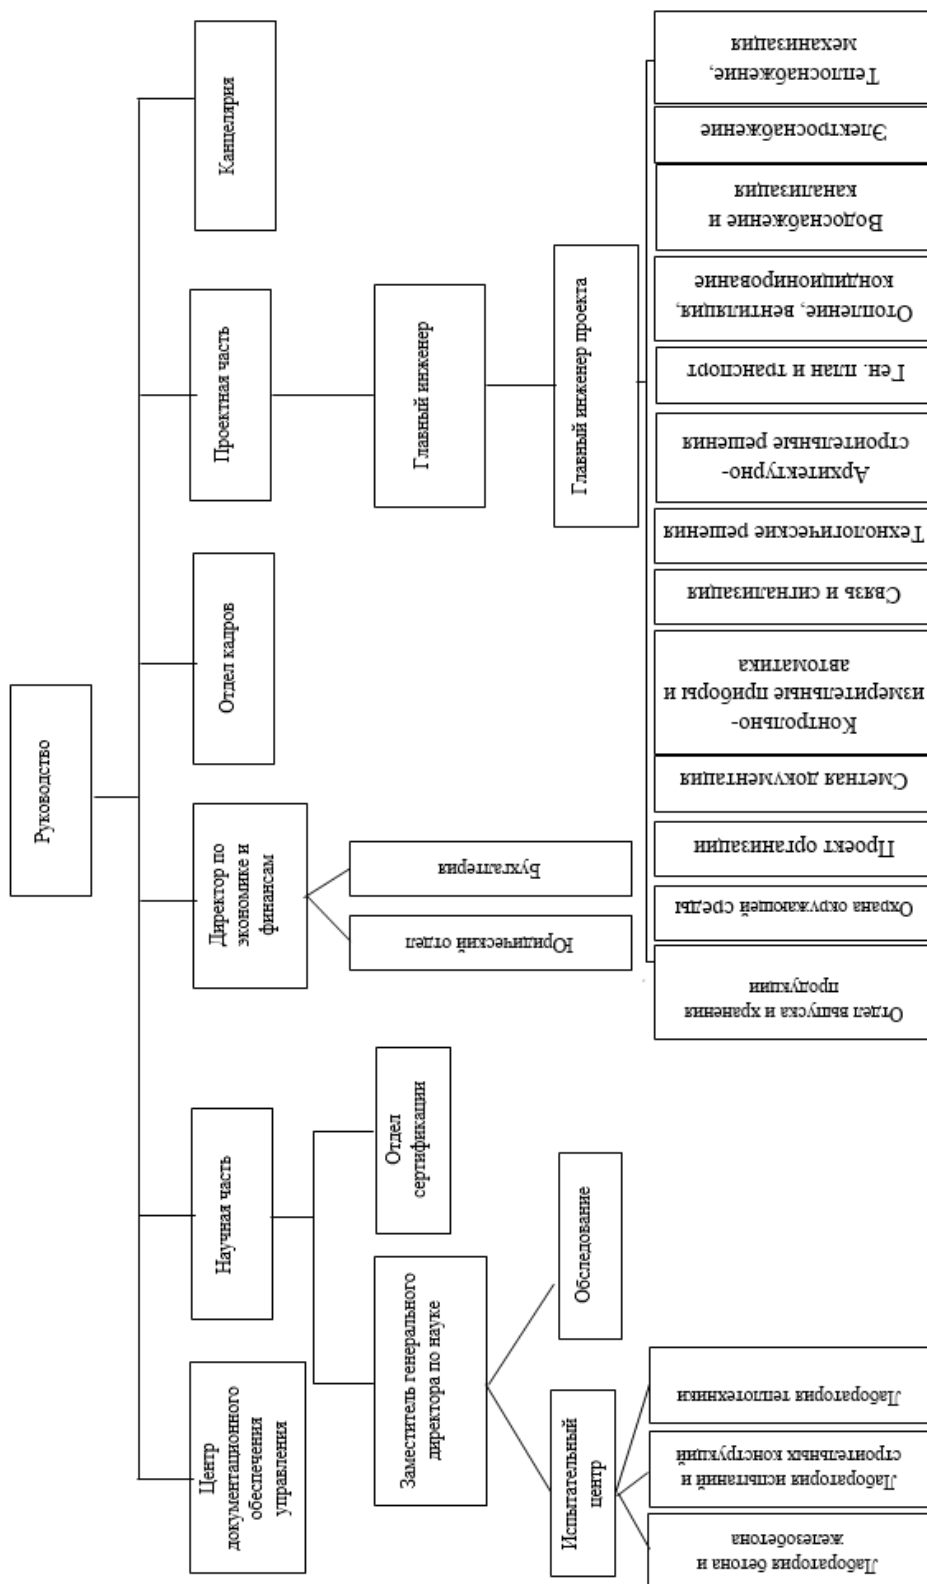 Руководство
Центр
документационного
обеспечения
управления
Научная часть
Директор по
экономике и
финансам
Отдел кадров
Проектная часть
Канцелярия
Заместитель генерального
директора по науке
Отдел
сертификации
Юридический отдел
Бухгалтерия
Главный инженер
Испытательный
центр
Обследование
Главный инженер проекта
Лаборатория бетона и
железобетона
Лаборатория испытаний и
строительных конструкций
Лаборатория теплотехники
Отдел выпуска и хранения
продукции
Охрана окружающей среды
Проект организации
Сметная документация
Контрольно-
измерительные приборы и
автоматика
Связь и сигнализация
Технологические решения
Архитектурно-
строительные решения
Ген. план и транспорт
Отопление, вентиляция,
кондиционирование
Водоснабжение и
канализация
Электроснабжение
Теплоснабжение,
механизация